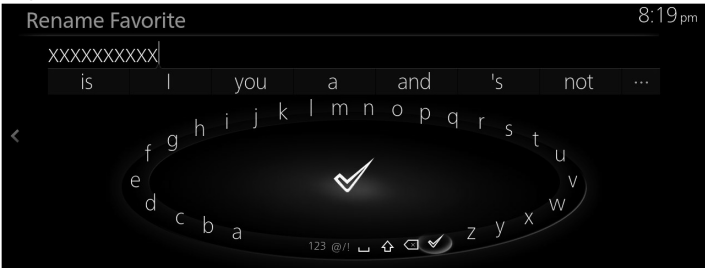 Rename Favorite 8:19 pm
XXXXXXXXXX
is I you a and 's not ...
a b c d e f g h i j k l m n o p q r s t u v w x y z
123 @/!